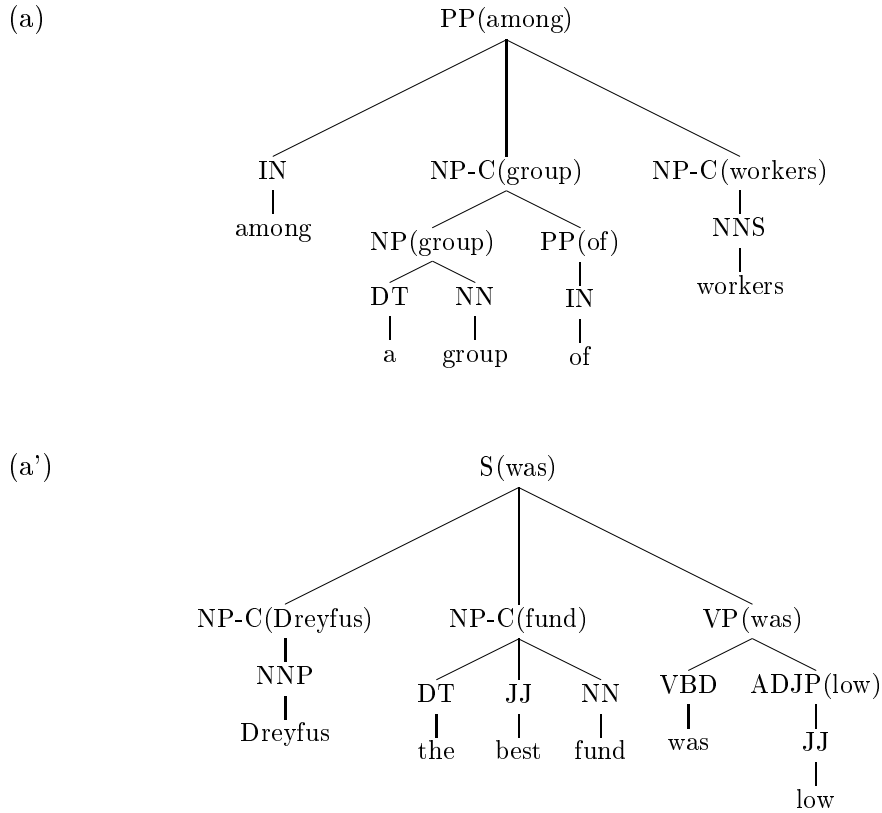 (a) PP(among)
IN NP-C(group) NP-C(workers)
among NP(group) PP(of) NNS
DT NN IN workers
a group of
(a') S(was)
NP-C(Dreyfus) NP-C(fund) VP(was)
NNP DT JJ NN VBD ADJP(low)
Dreyfus the best fund was JJ
low